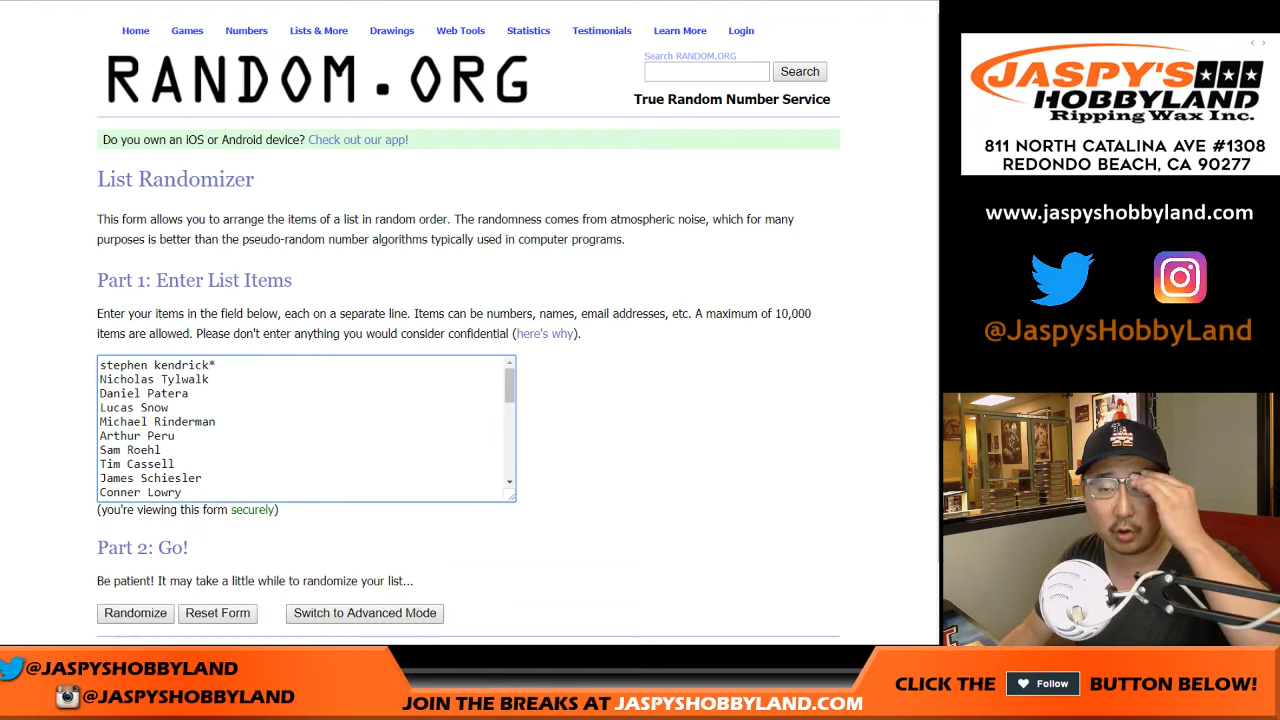 Home Games Numbers Lists & More Drawings Web Tools Statistics Testimonials Learn More Login
RANDOM.ORG
Search RANDOM.ORG
Search
True Random Number Service
Do you own an iOS or Android device? Check out our app!
List Randomizer
This form allows you to arrange the items of a list in random order. The randomness comes from atmospheric noise, which for many
purposes is better than the pseudo-random number algorithms typically used in computer programs.
Part 1: Enter List Items
Enter your items in the field below, each on a separate line. Items can be numbers, names, email addresses, etc. A maximum of 10,000
items are allowed. Please don't enter anything you would consider confidential (here's why).
stephen kendrick*
Nicholas Tylwalk
Daniel Patera
Lucas Snow
Michael Rinderman
Arthur Peru
Sam Roehl
Tim Cassell
James Schiesler
Conner Lowry
(you're viewing this form securely)
Part 2: Go!
Be patient! It may take a little while to randomize your list...
Randomize Reset Form Switch to Advanced Mode
JASPY'S
HOBBYLAND
Ripping Wax Inc.
811 NORTH CATALINA AVE #1308
REDONDO BEACH, CA 90277
www.jaspyshobbyland.com
@JaspysHobbyLand
@JASPYSHOBBYLAND
@JASPYSHOBBYLAND
JOIN THE BREAKS AT JASPYSHOBBYLAND.COM
CLICK THE Follow BUTTON BELOW!